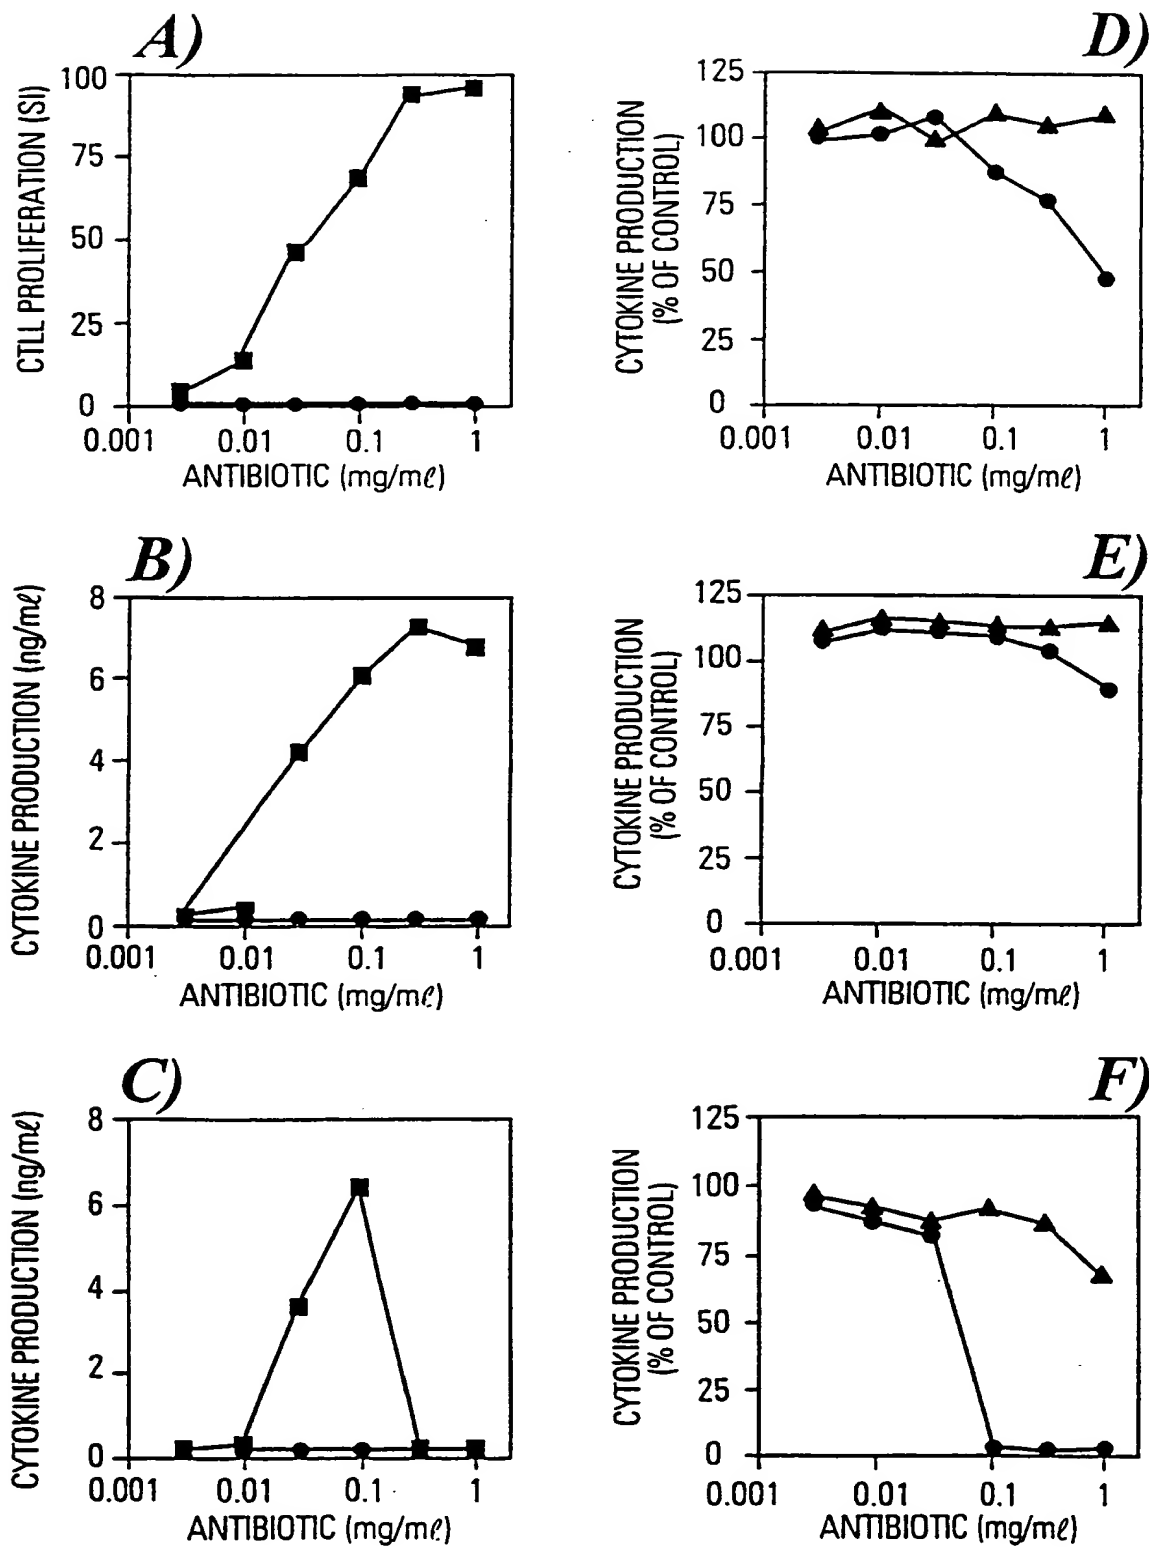 A)
CTLL PROLIFERATION (SI)
100
75
50
25
0
0.001 0.01 0.1 1
ANTIBIOTIC (mg/mℓ)
D)
CYTOKINE PRODUCTION
(% OF CONTROL)
125
100
75
50
25
0
0.001 0.01 0.1 1
ANTIBIOTIC (mg/mℓ)
B)
CYTOKINE PRODUCTION (ng/mℓ)
8
6
4
2
0
0.001 0.01 0.1 1
ANTIBIOTIC (mg/mℓ)
E)
CYTOKINE PRODUCTION
(% OF CONTROL)
125
100
75
50
25
0
0.001 0.01 0.1 1
ANTIBIOTIC (mg/mℓ)
C)
CYTOKINE PRODUCTION (ng/mℓ)
8
6
4
2
0
0.001 0.01 0.1 1
ANTIBIOTIC (mg/mℓ)
F)
CYTOKINE PRODUCTION
(% OF CONTROL)
125
100
75
50
25
0
0.001 0.01 0.1 1
ANTIBIOTIC (mg/mℓ)